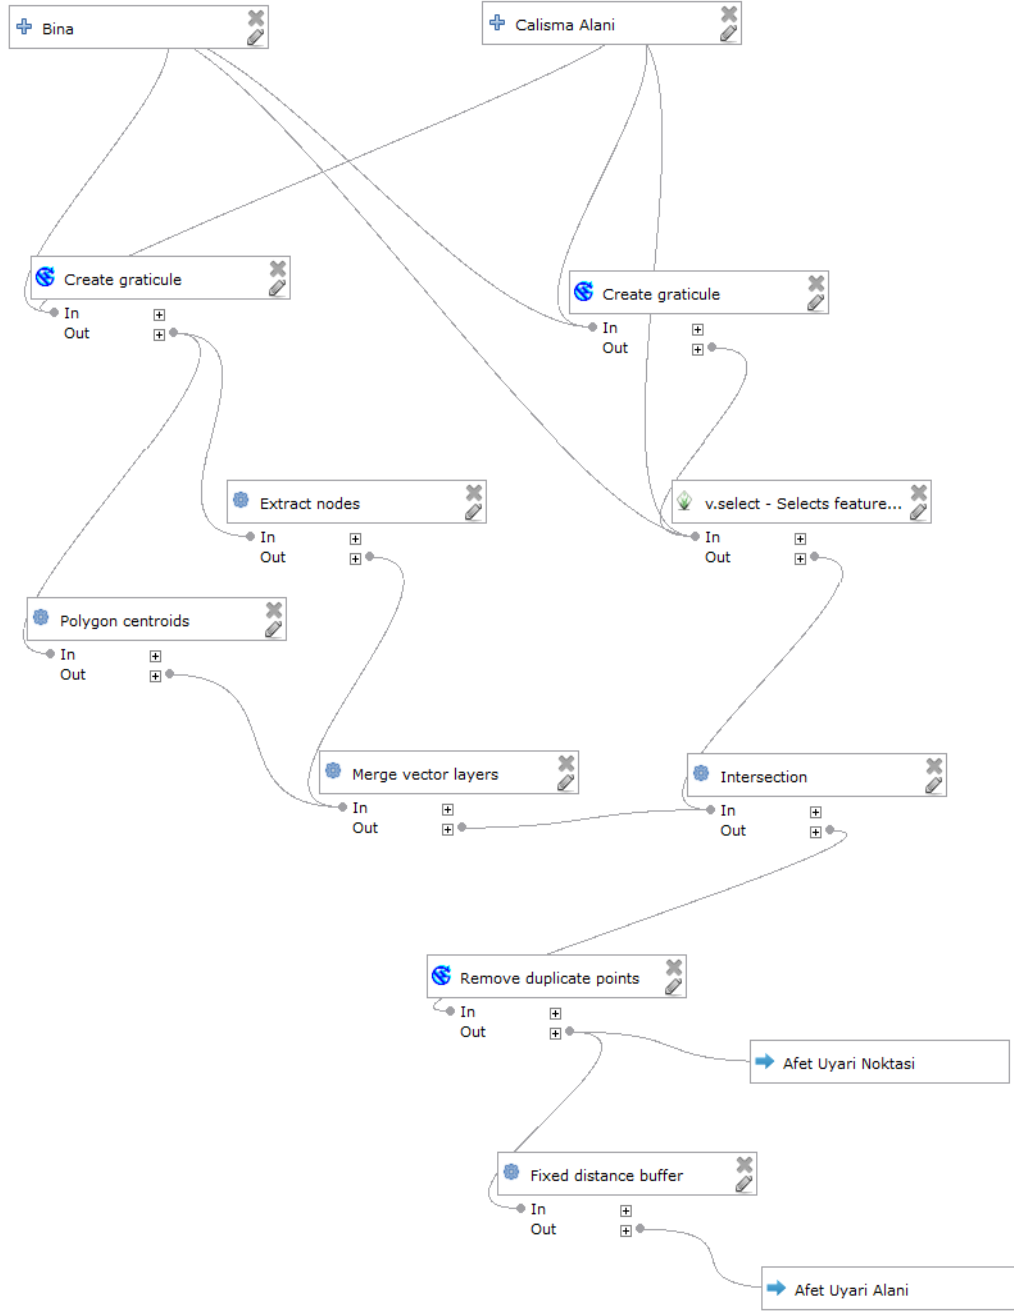 Bina
Calisma Alani
Create graticule
In
Out
Create graticule
In
Out
Extract nodes
In
Out
v.select - Selects feature...
In
Out
Polygon centroids
In
Out
Merge vector layers
In
Out
Intersection
In
Out
Remove duplicate points
In
Out
Afet Uyari Noktasi
Fixed distance buffer
In
Out
Afet Uyari Alani